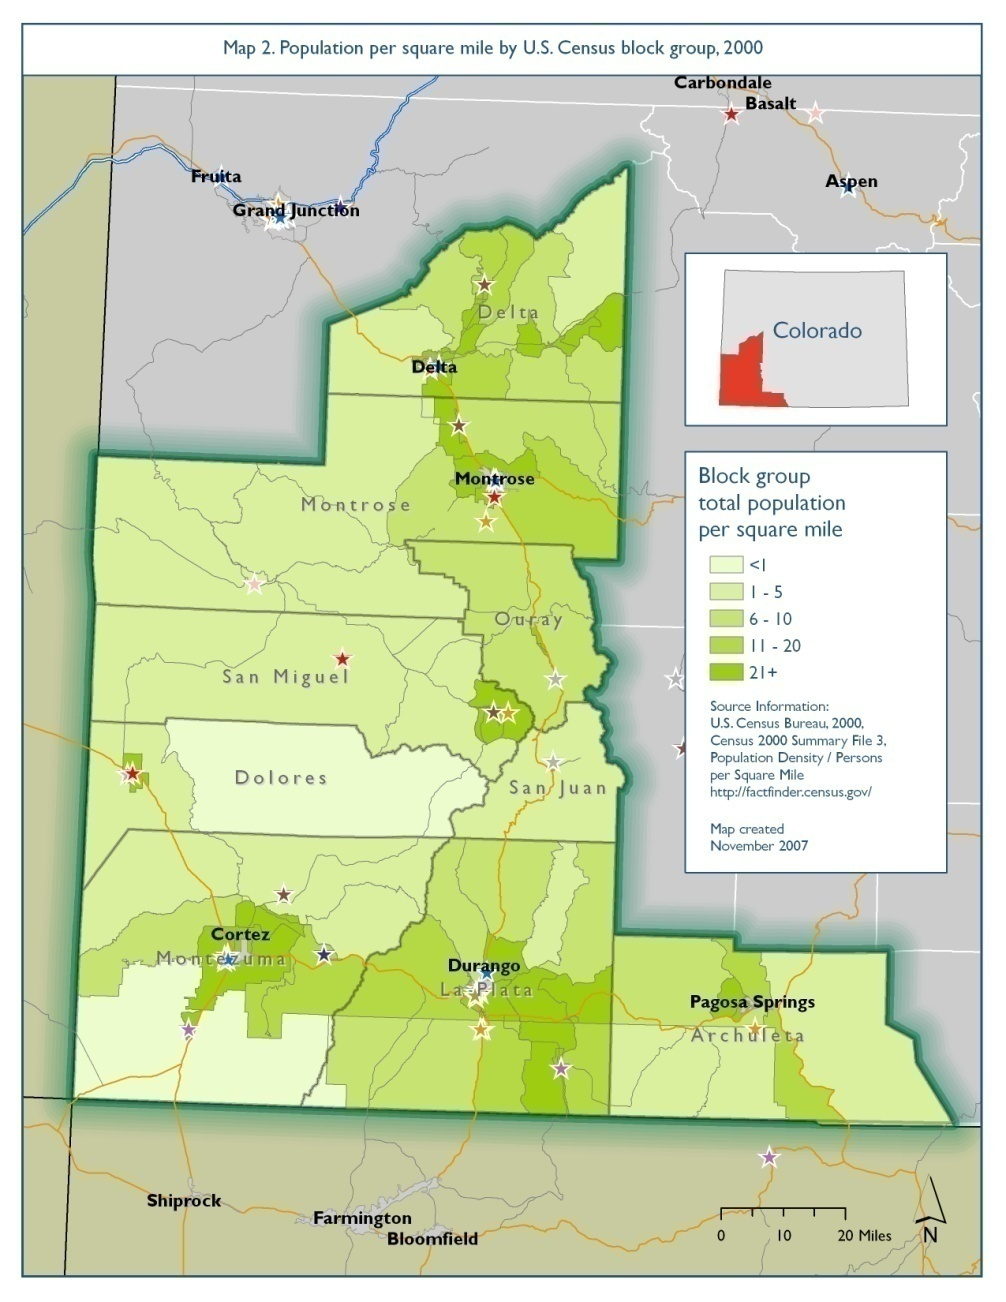 Map 2. Population per square mile by U.S. Census block group, 2000
Carbondale
Basalt
Fruita
Aspen
Grand Junction
Delta
Colorado
Delta
Block group
total population
per square mile
Montrose
Montrose
<1
1 - 5
6 - 10
11 - 20
21+
Ouray
San Miguel
Source Information:
U.S. Census Bureau, 2000,
Census 2000 Summary File 3,
Population Density / Persons
per Square Mile
http://factfinder.census.gov/
Dolores
San Juan
Map created
November 2007
Cortez
Montezuma
Durango
La Plata
Pagosa Springs
Archuleta
Shiprock
Farmington
Bloomfield
0 10 20 Miles
N